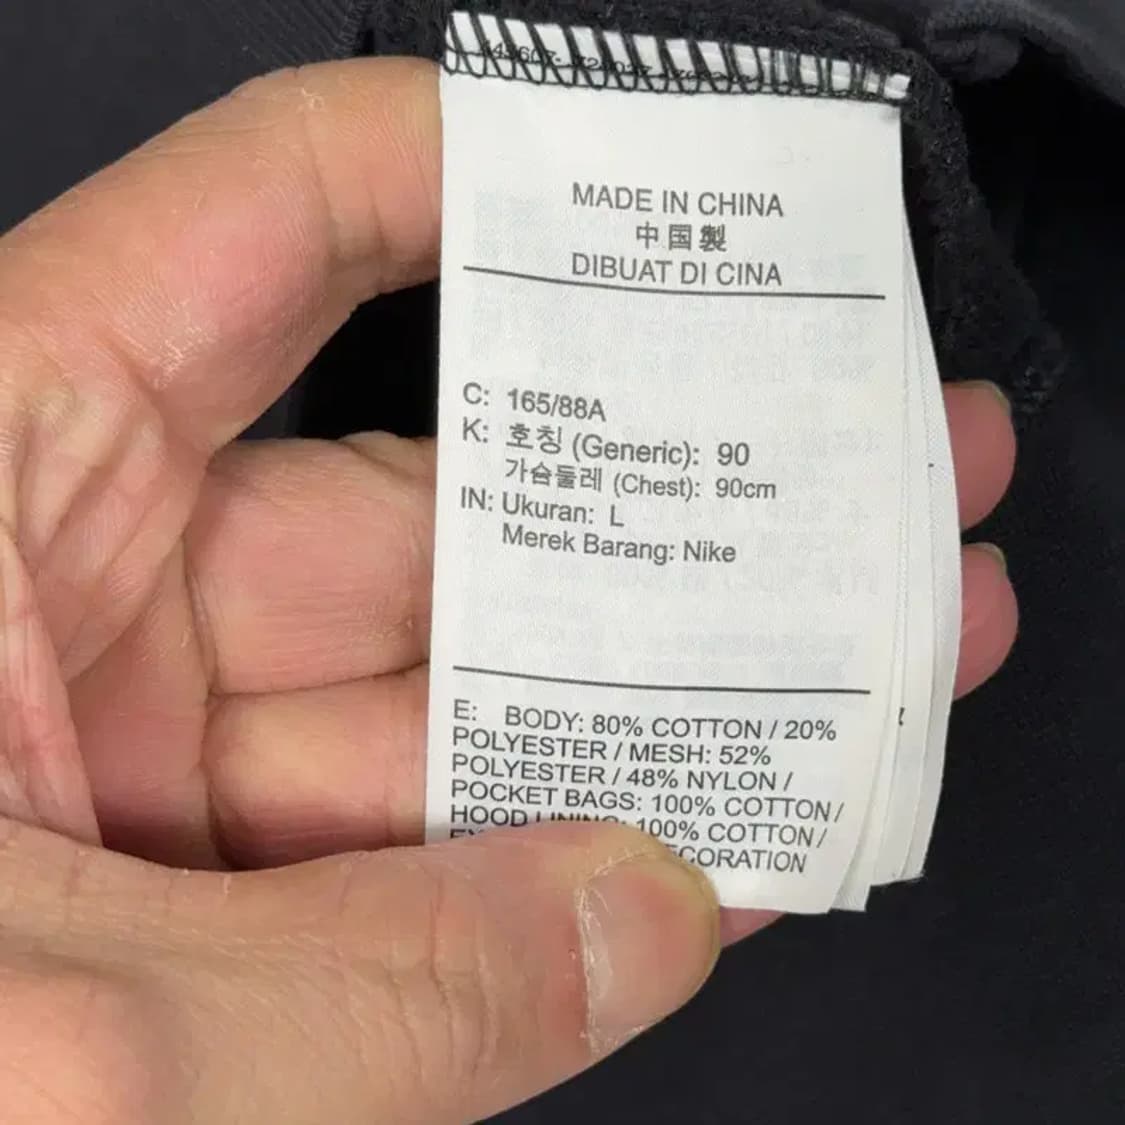 MADE IN CHINA
中国製
DIBUAT DI CINA
C: 165/88A
K: 호칭 (Generic): 90
가슴둘레 (Chest): 90cm
IN: Ukuran: L
Merek Barang: Nike
E: BODY: 80% COTTON / 20%
POLYESTER / MESH: 52%
POLYESTER / 48% NYLON /
POCKET BAGS: 100% COTTON /
HOOD LINING: 100% COTTON /